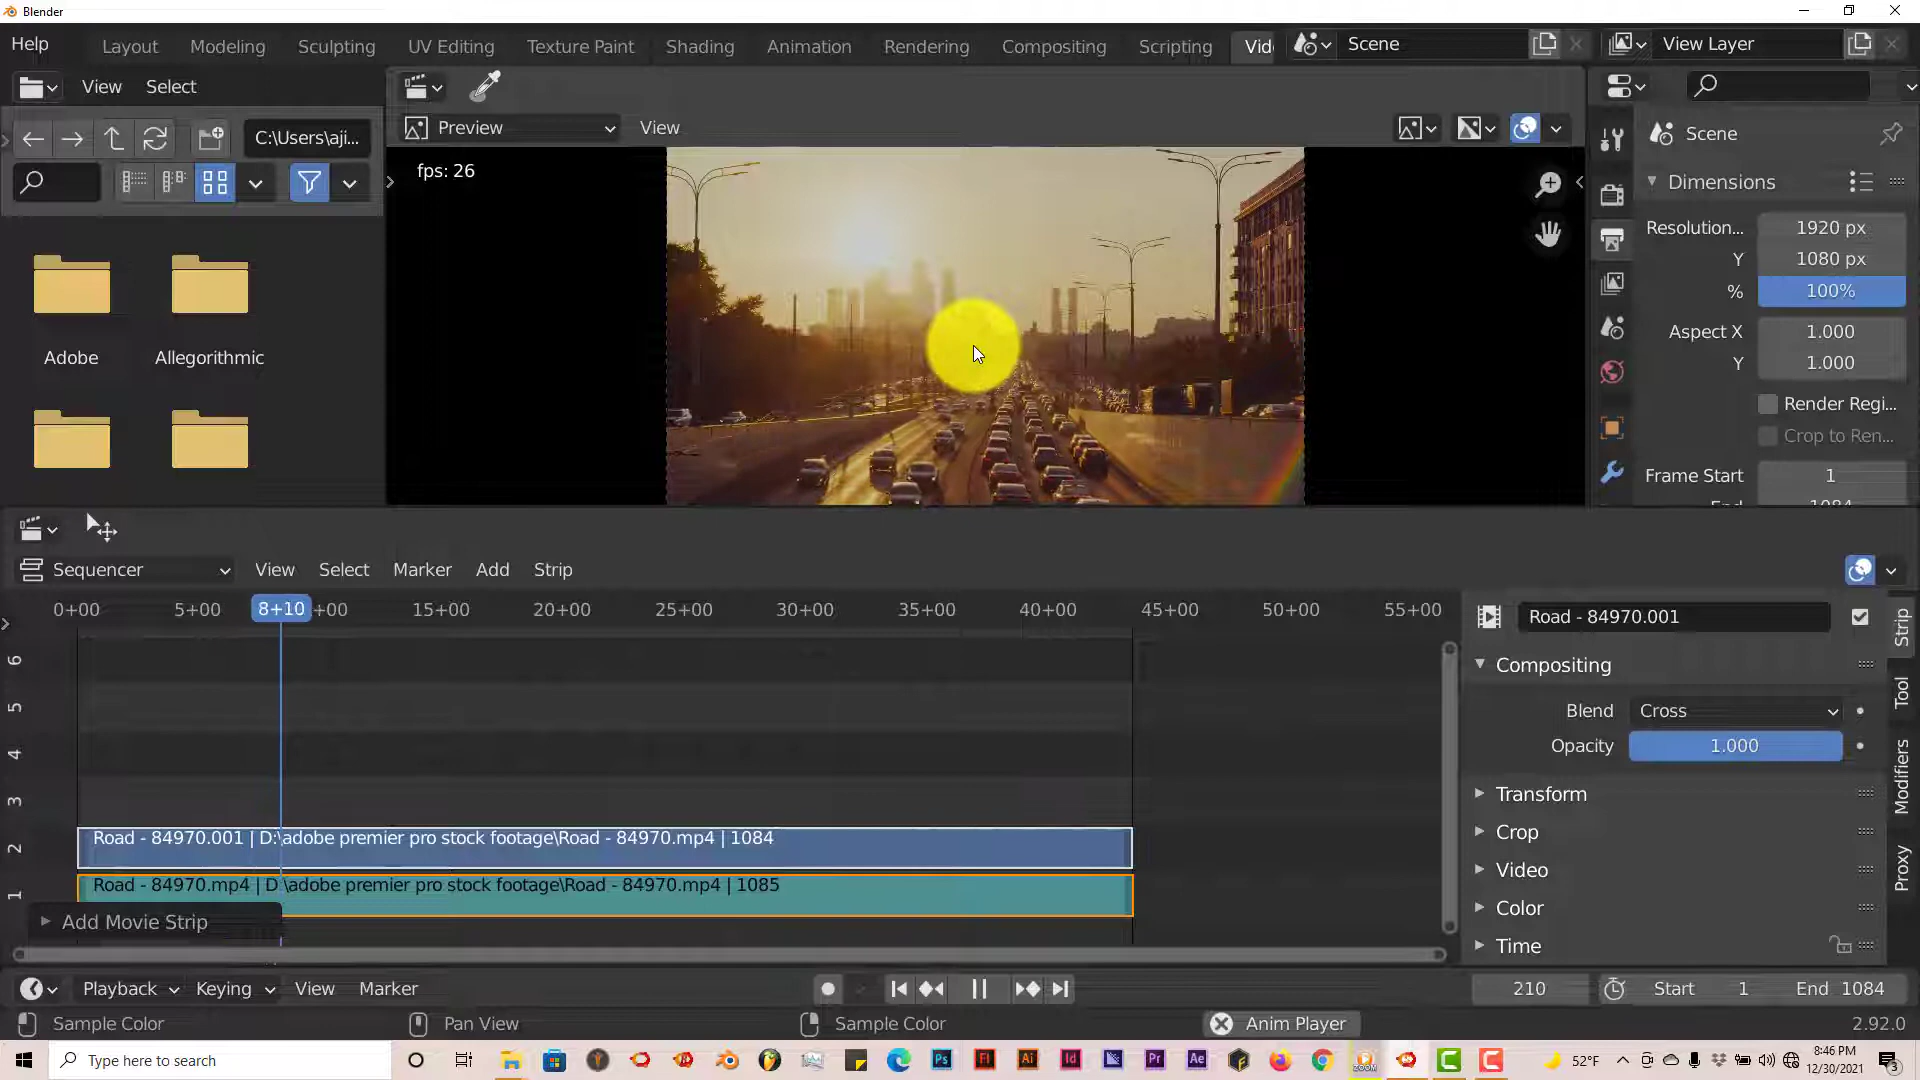 Blender
Help
Layout
Modeling
Sculpting
UV Editing
Texture Paint
Shading
Animation
Rendering
Compositing
Scripting
Vid
Scene
View Layer
View
Select
C:\Users\aji...
Preview
View
fps: 26
Adobe
Allegorithmic
Scene
Dimensions
Resolution... 1920 px
Y 1080 px
% 100%
Aspect X 1.000
Y 1.000
Render Regi...
Crop to Ren...
Frame Start 1
Sequencer
View
Select
Marker
Add
Strip
0+00
5+00
8+10
+00
15+00
20+00
25+00
30+00
35+00
40+00
45+00
50+00
55+00
6
5
4
3
2
1
Road - 84970.001 | D:\adobe premier pro stock footage\Road - 84970.mp4 | 1084
Road - 84970.mp4 | D:\adobe premier pro stock footage\Road - 84970.mp4 | 1085
Add Movie Strip
Road - 84970.001
Compositing
Blend Cross
Opacity 1.000
Transform
Crop
Video
Color
Time
Strip
Tool
Modifiers
Proxy
Playback
Keying
View
Marker
210
Start 1
End 1084
Sample Color
Pan View
Sample Color
Anim Player
2.92.0
Type here to search
52°F
8:46 PM
12/30/2021